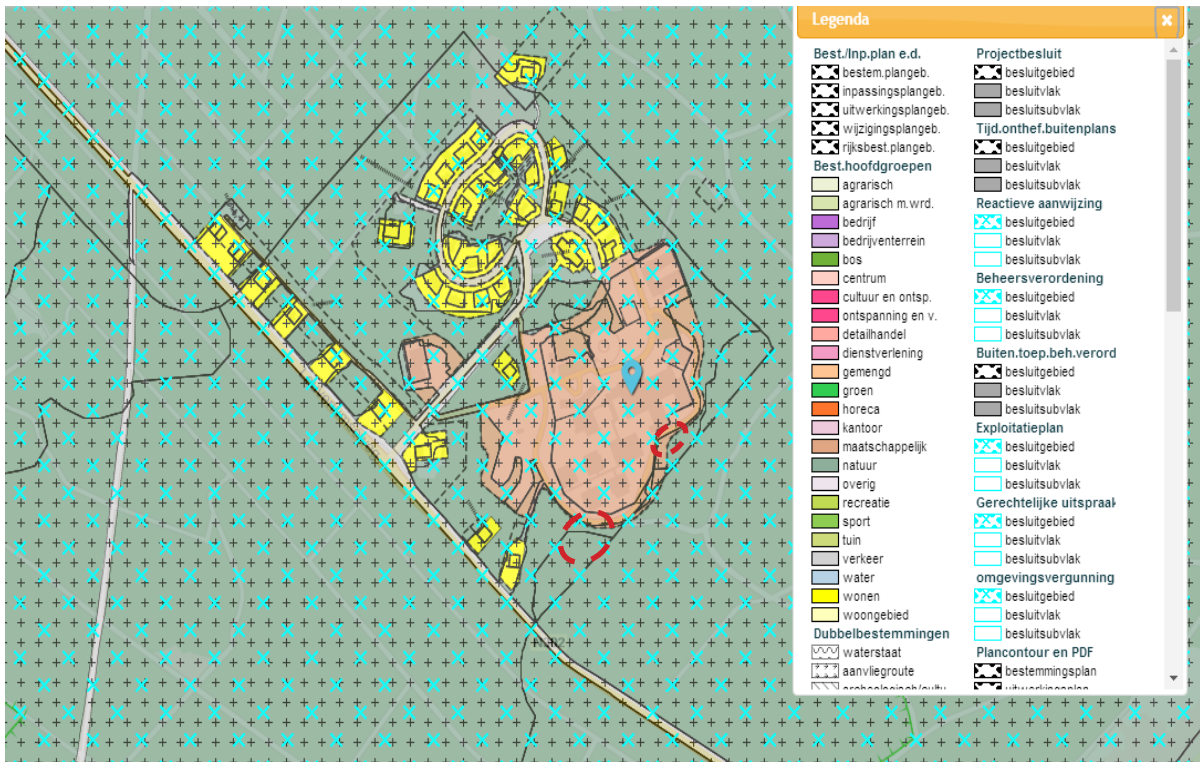 Legenda
Best./Inp.plan e.d.
bestem.plangeb.
inpassingsplangeb.
uitwerkingsplangeb.
wijzigingsplangeb.
rijksbest.plangeb.
Best.hoofdgroepen
agrarisch
agrarisch m.wrd.
bedrijf
bedrijventerrein
bos
centrum
cultuur en ontsp.
ontspanning en v.
detailhandel
dienstverlening
gemengd
groen
horeca
kantoor
maatschappelijk
natuur
overig
recreatie
sport
tuin
verkeer
water
wonen
woongebied
Dubbelbestemmingen
waterstaat
aanvliegroute
Projectbesluit
besluitgebied
besluitvlak
besluitsubvlak
Tijd.onthef.buitenplans
besluitgebied
besluitvlak
besluitsubvlak
Reactieve aanwijzing
besluitgebied
besluitvlak
besluitsubvlak
Beheersverordening
besluitgebied
besluitvlak
besluitsubvlak
Buiten.toep.beh.verord
besluitgebied
besluitvlak
besluitsubvlak
Exploitatieplan
besluitgebied
besluitvlak
besluitsubvlak
Gerechtelijke uitspraak
besluitgebied
besluitvlak
besluitsubvlak
omgevingsvergunning
besluitgebied
besluitvlak
besluitsubvlak
Plancontour en PDF
bestemmingsplan